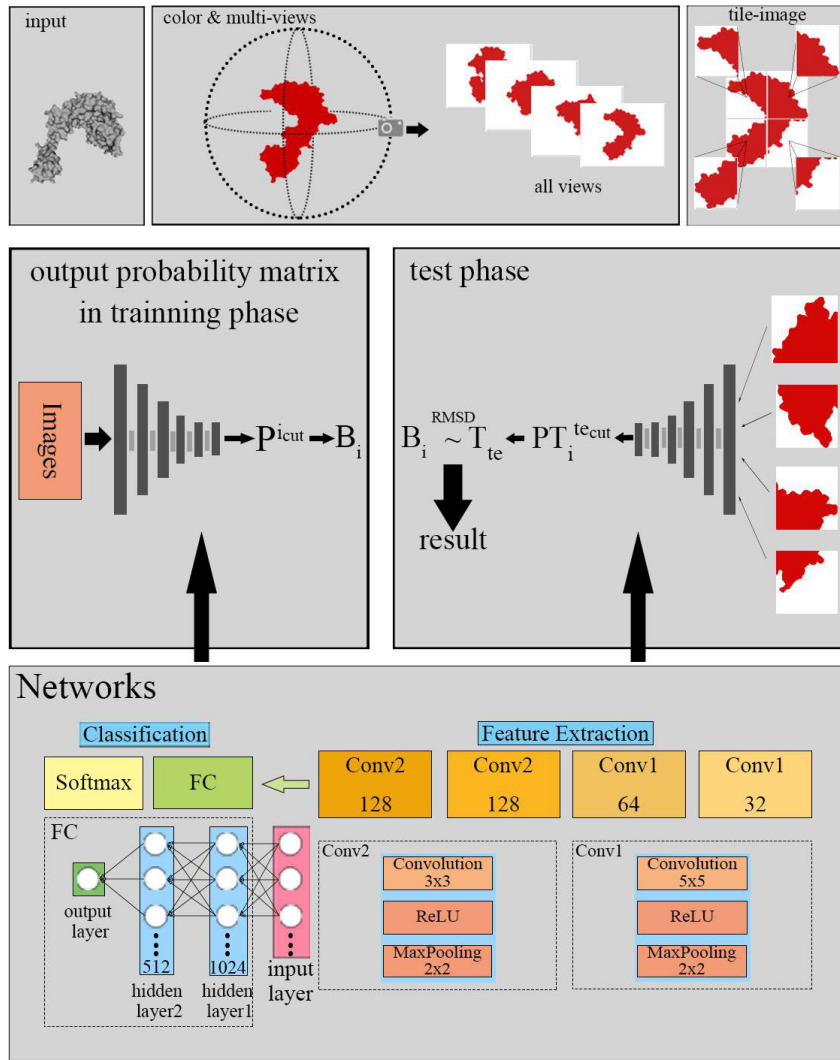 input
color & multi-views
all views
tile-image
output probability matrix
in trainning phase
Images
P^icut
B_i
test phase
B_i RMSD ~ T_te
PT_i^tecut
result
Networks
Classification
Feature Extraction
Softmax
FC
Conv2
128
Conv2
128
Conv1
64
Conv1
32
FC
output
layer
512
hidden
layer2
1024
hidden
layer1
input
layer
Conv2
Convolution
3x3
ReLU
MaxPooling
2x2
Conv1
Convolution
5x5
ReLU
MaxPooling
2x2